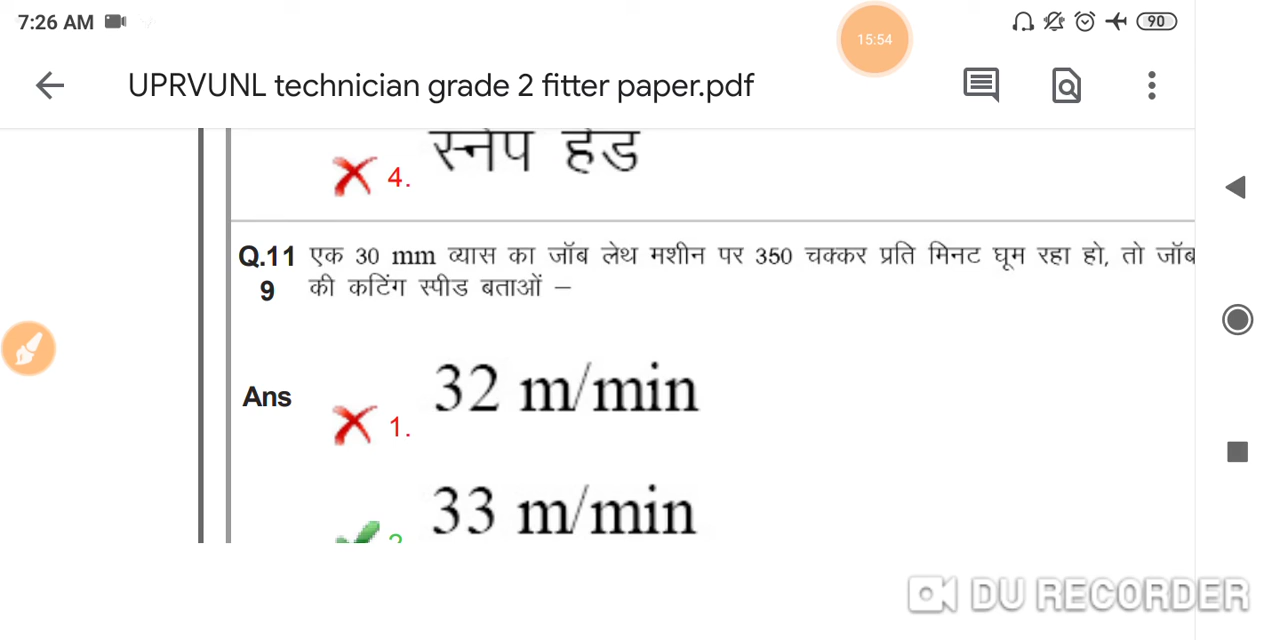 7:26 AM
15:54
90
UPRVUNL technician grade 2 fitter paper.pdf
4. स्नैप हैड
Q.11 एक 30 mm व्यास का जॉब लेथ मशीन पर 350 चक्कर प्रति मिनट घूम रहा हो, तो जॉब
9 की कटिंग स्पीड बताओं –
Ans
1. 32 m/min
2. 33 m/min
DU RECORDER